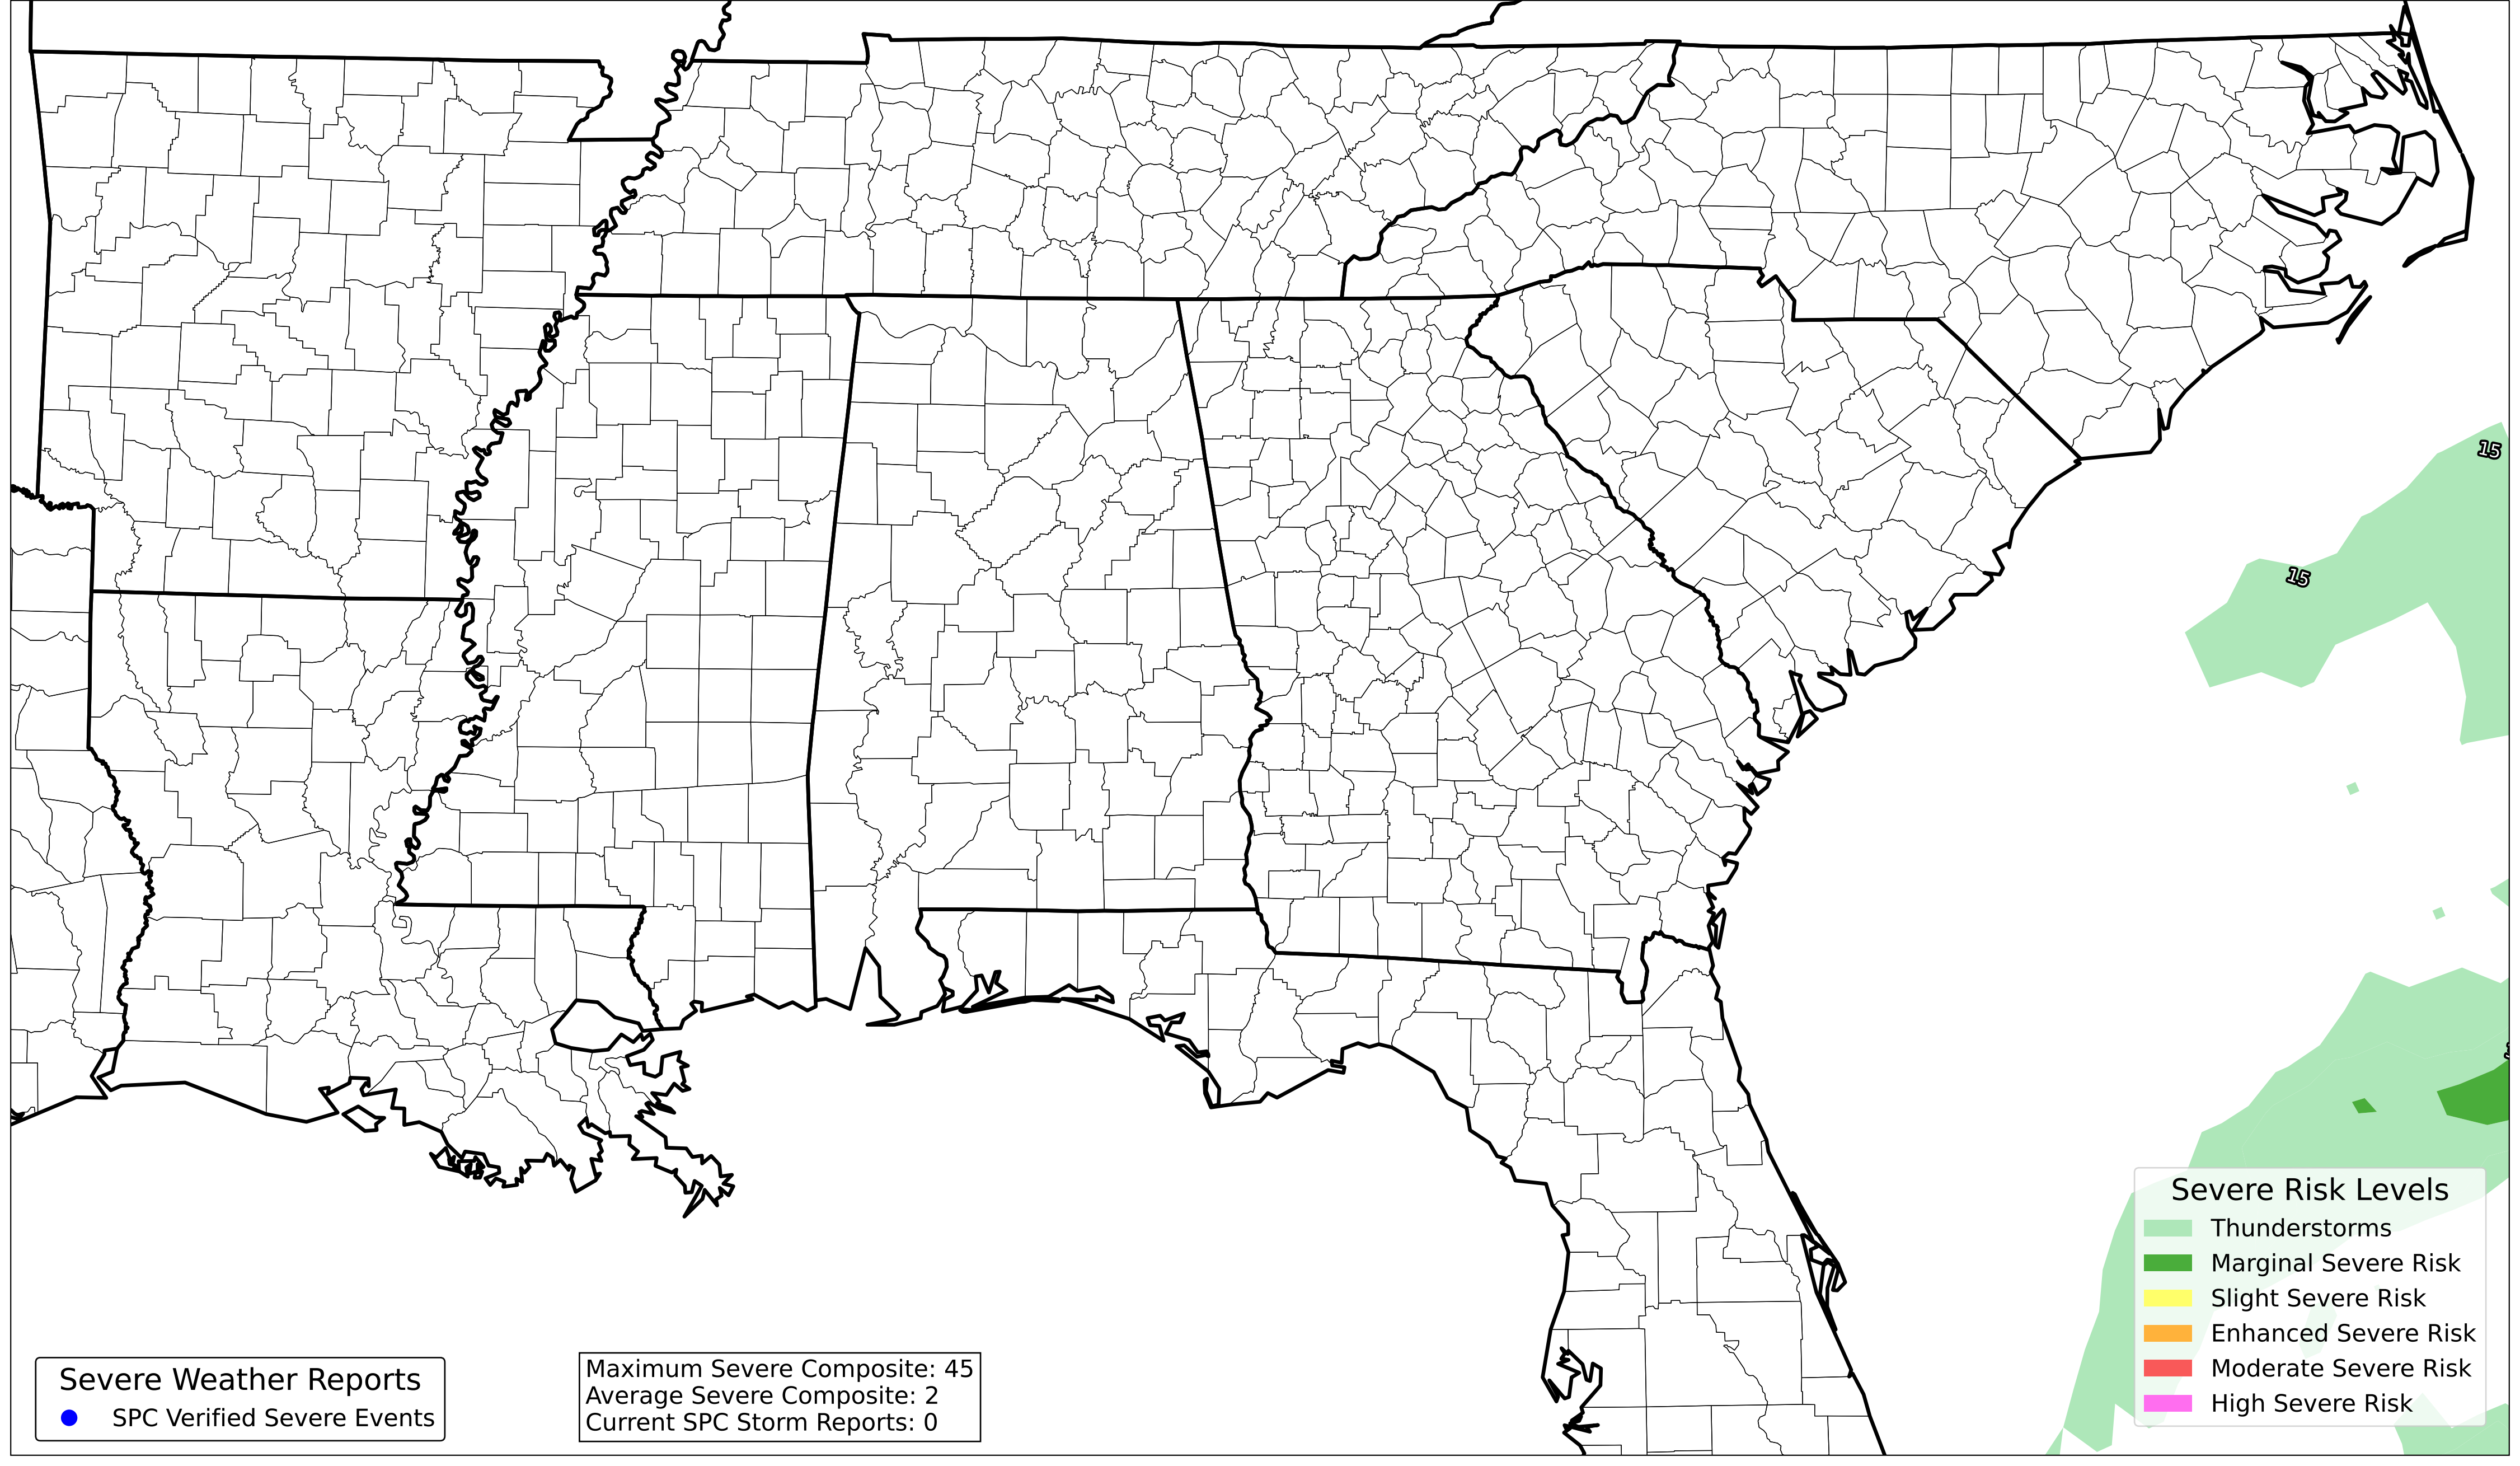 15
15
Severe Risk Levels
Thunderstorms
Marginal Severe Risk
Slight Severe Risk
Enhanced Severe Risk
Moderate Severe Risk
High Severe Risk
Severe Weather Reports
SPC Verified Severe Events
Maximum Severe Composite: 45
Average Severe Composite: 2
Current SPC Storm Reports: 0